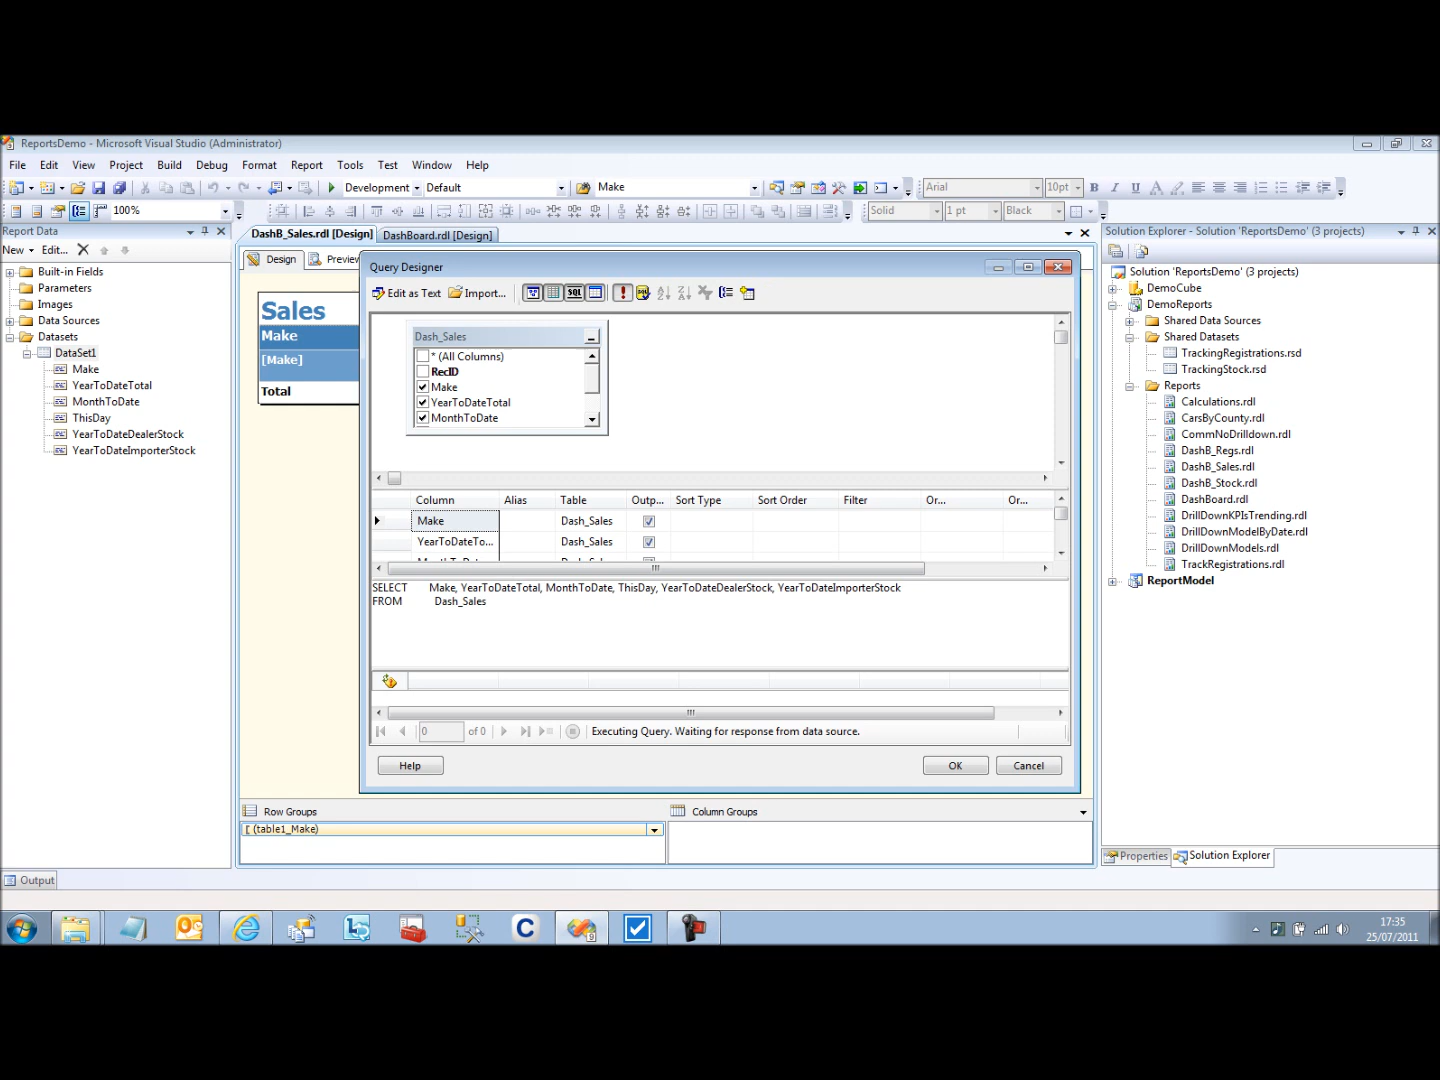 ReportsDemo - Microsoft Visual Studio (Administrator)
File Edit View Project Build Debug Format Report Tools Test Window Help
Development Default Make Arial 10pt B I U A
100% Solid 1 pt Black
Report Data
DashB_Sales.rdl [Design] DashBoard.rdl [Design]
Solution Explorer - Solution 'ReportsDemo' (3 projects)
New Edit...
Built-in Fields
Parameters
Images
Data Sources
Datasets
DataSet1
Make
YearToDateTotal
MonthToDate
ThisDay
YearToDateDealerStock
YearToDateImporterStock
Design Preview
Sales
Make
[Make]
Total
Query Designer
Edit as Text Import... SQL
Dash_Sales
* (All Columns)
RecID
Make
YearToDateTotal
MonthToDate
Column Alias Table Outp... Sort Type Sort Order Filter Or... Or...
Make Dash_Sales
YearToDateTo... Dash_Sales
SELECT Make, YearToDateTotal, MonthToDate, ThisDay, YearToDateDealerStock, YearToDateImporterStock
FROM Dash_Sales
0 of 0 Executing Query. Waiting for response from data source.
Help OK Cancel
Row Groups Column Groups
[ (table1_Make)
Solution 'ReportsDemo' (3 projects)
DemoCube
DemoReports
Shared Data Sources
Shared Datasets
TrackingRegistrations.rsd
TrackingStock.rsd
Reports
Calculations.rdl
CarsByCounty.rdl
CommNoDrilldown.rdl
DashB_Regs.rdl
DashB_Sales.rdl
DashB_Stock.rdl
DashBoard.rdl
DrillDownKPIsTrending.rdl
DrillDownModelByDate.rdl
DrillDownModels.rdl
TrackRegistrations.rdl
ReportModel
Properties Solution Explorer
Output
17:35
25/07/2011